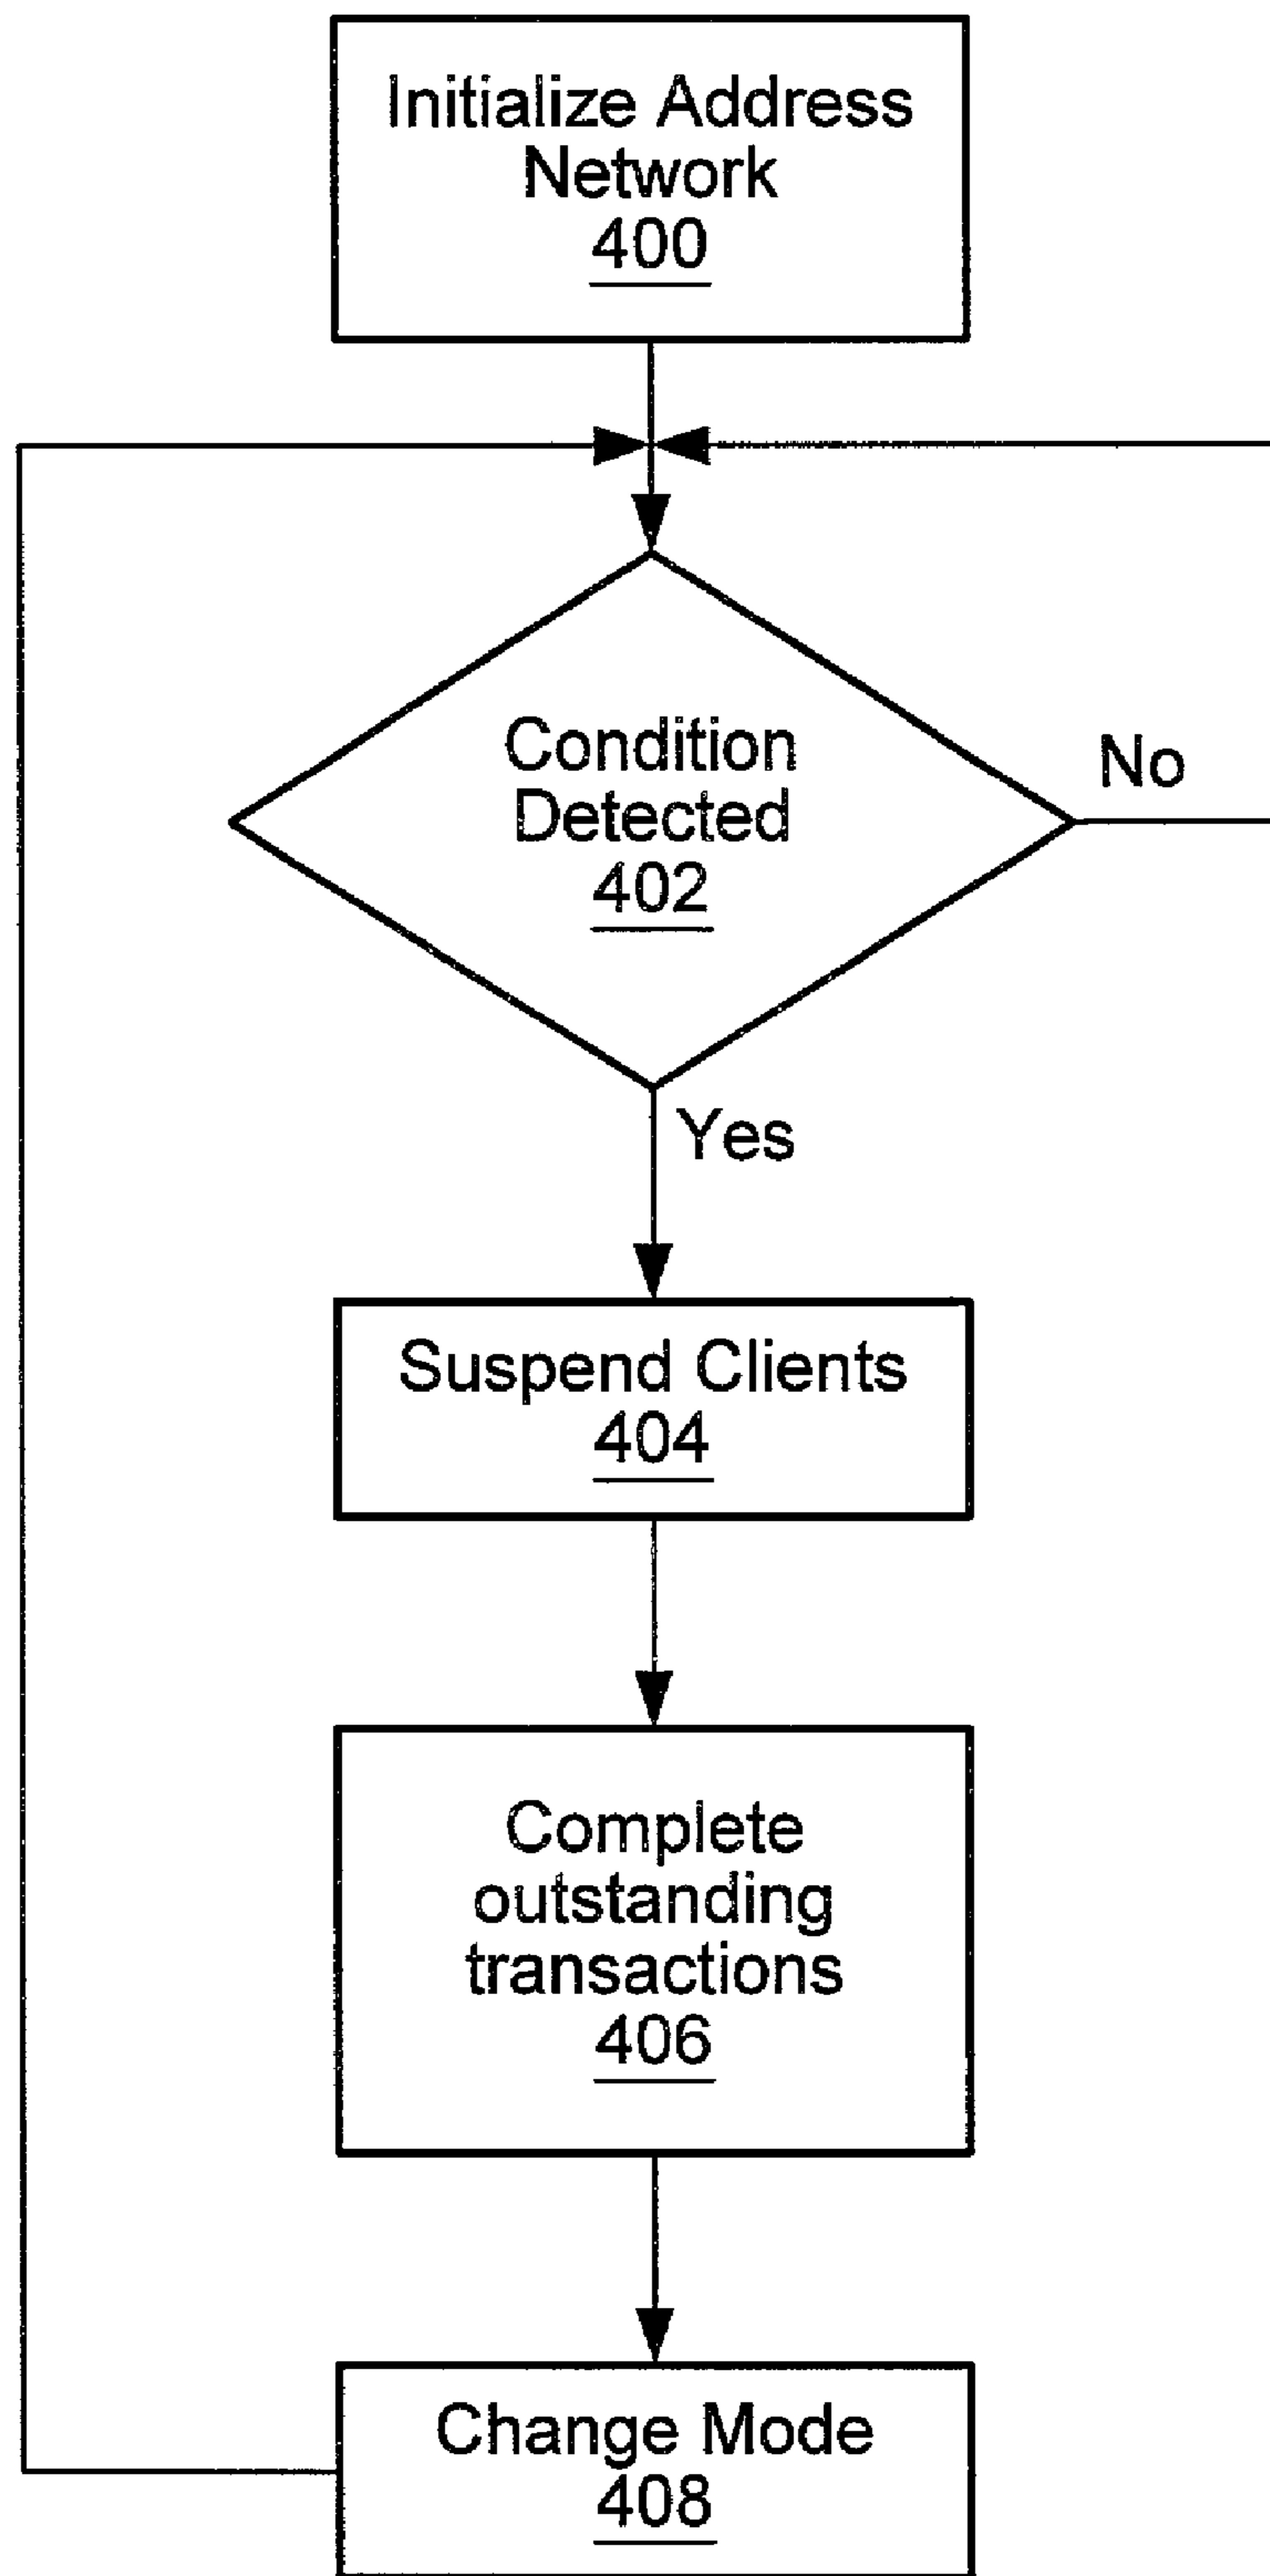 Initialize Address
Network
400
Condition
Detected
402
No
Yes
Suspend Clients
404
Complete
outstanding
transactions
406
Change Mode
408